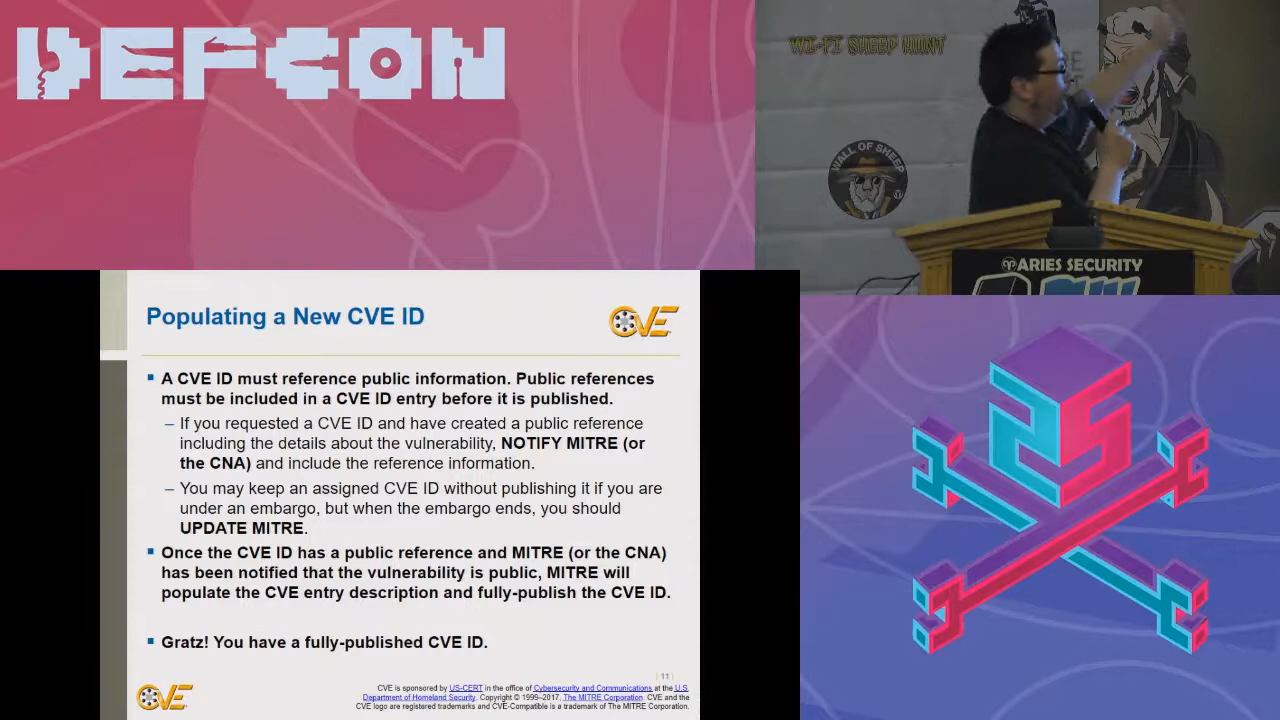 DEFCON
WI-FI SHEEP HUNT
WALL OF SHEEP
ARIES SECURITY
Populating a New CVE ID
CVE
▪ A CVE ID must reference public information. Public references
must be included in a CVE ID entry before it is published.
– If you requested a CVE ID and have created a public reference
including the details about the vulnerability, NOTIFY MITRE (or
the CNA) and include the reference information.
– You may keep an assigned CVE ID without publishing it if you are
under an embargo, but when the embargo ends, you should
UPDATE MITRE.
▪ Once the CVE ID has a public reference and MITRE (or the CNA)
has been notified that the vulnerability is public, MITRE will
populate the CVE entry description and fully-publish the CVE ID.
▪ Gratz! You have a fully-published CVE ID.
| 11 |
CVE
CVE is sponsored by US-CERT in the office of Cybersecurity and Communications at the U.S.
Department of Homeland Security. Copyright © 1999–2017, The MITRE Corporation. CVE and the
CVE logo are registered trademarks and CVE-Compatible is a trademark of The MITRE Corporation.
25